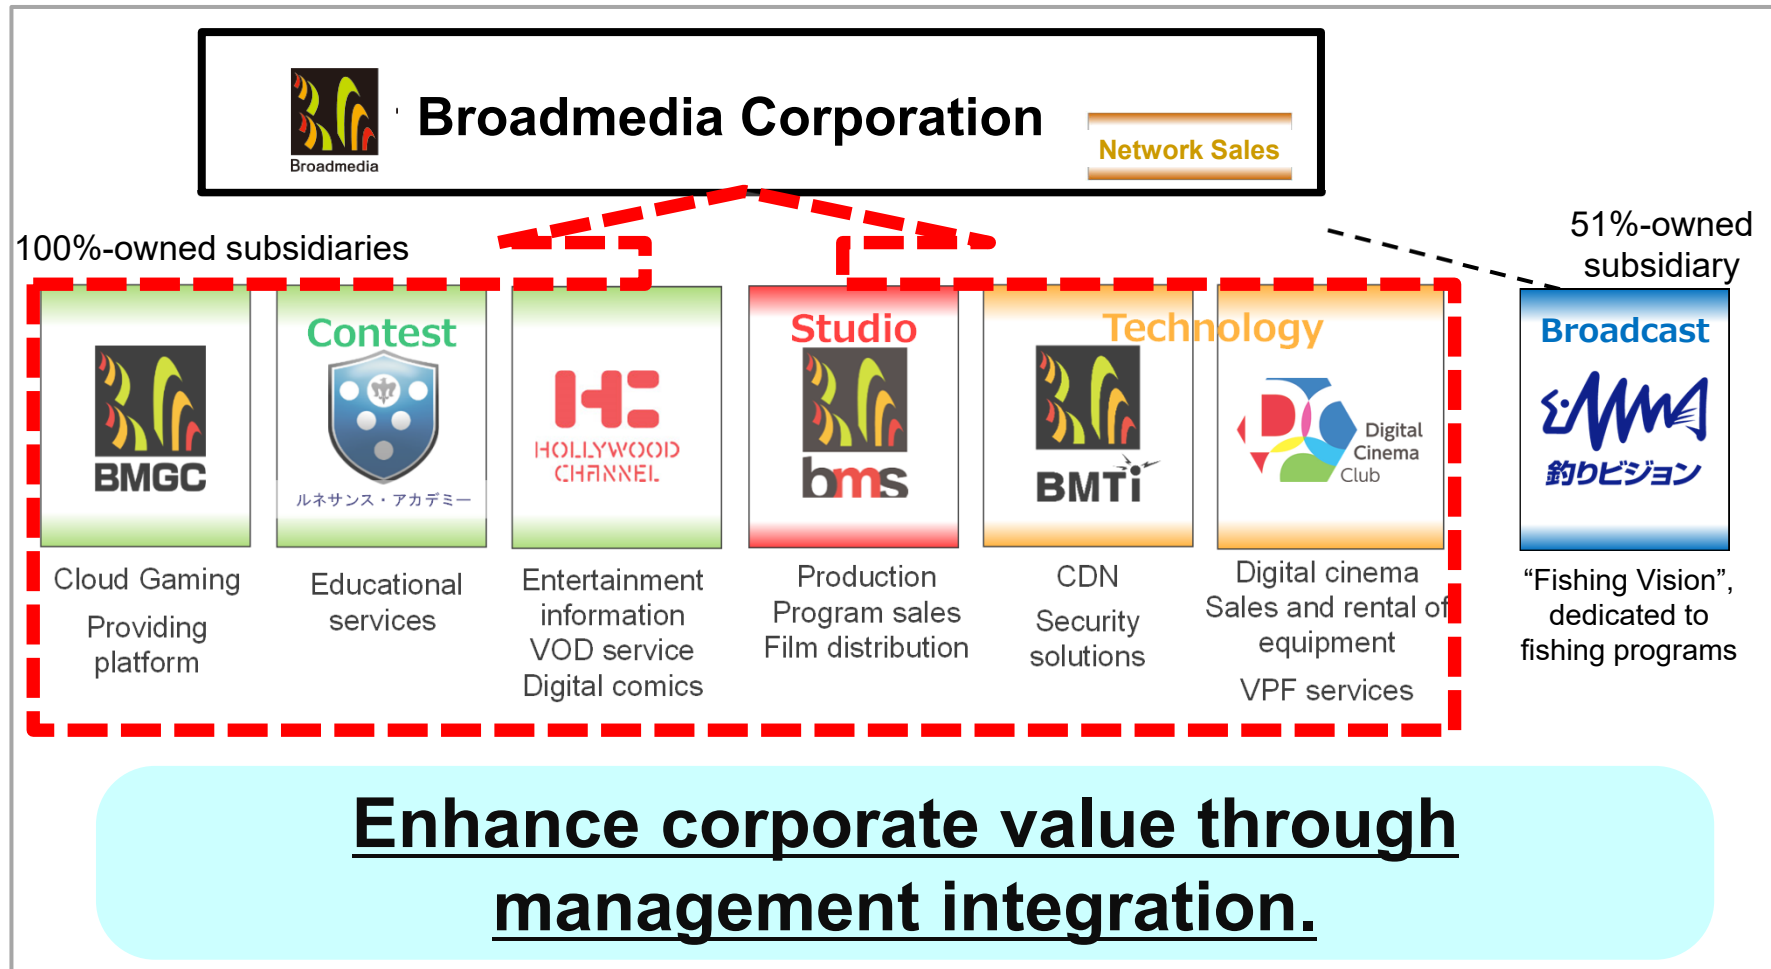 Broadmedia
Broadmedia Corporation
Network Sales
100%-owned subsidiaries
51%-owned
subsidiary
BMGC
Cloud Gaming
Providing
platform
Contest
ルネサンス・アカデミー
Educational
services
HC
HOLLYWOOD
CHANNEL
Entertainment
information
VOD service
Digital comics
Studio
bms
Production
Program sales
Film distribution
Technology
BMTi
CDN
Security
solutions
DC
Digital
Cinema
Club
Digital cinema
Sales and rental of
equipment
VPF services
Broadcast
釣りビジョン
“Fishing Vision”,
dedicated to
fishing programs
Enhance corporate value through
management integration.